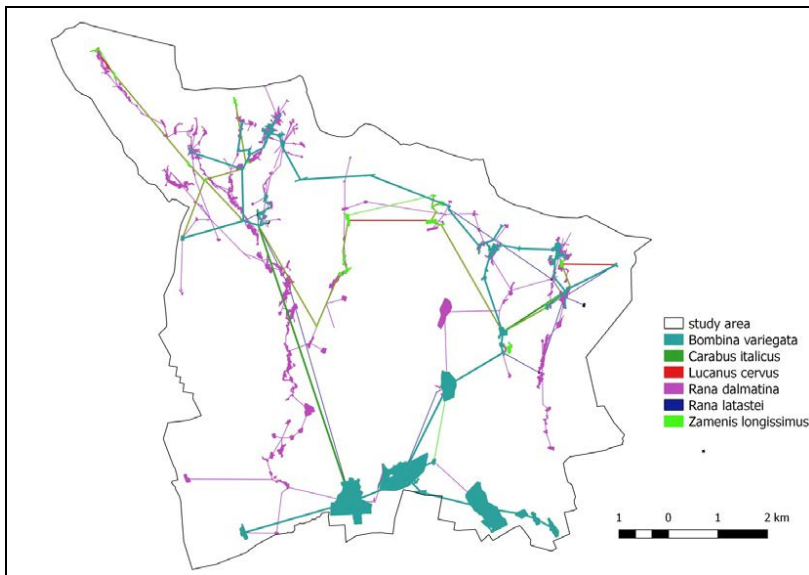 study area
Bombina variegata
Carabus italicus
Lucanus cervus
Rana dalmatina
Rana latastei
Zamenis longissimus
1 0 1 2 km